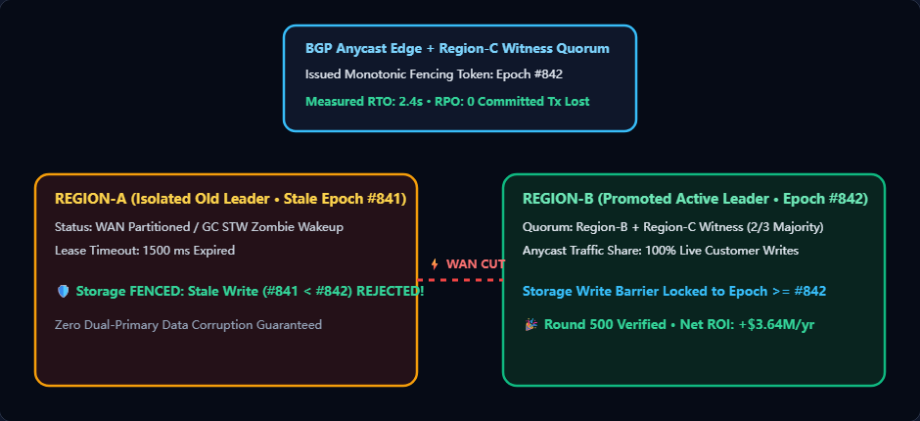 BGP Anycast Edge + Region-C Witness Quorum
Issued Monotonic Fencing Token: Epoch #842
Measured RTO: 2.4s • RPO: 0 Committed Tx Lost
REGION-A (Isolated Old Leader • Stale Epoch #841)
Status: WAN Partitioned / GC STW Zombie Wakeup
Lease Timeout: 1500 ms Expired
🛡️ Storage FENCED: Stale Write (#841 < #842) REJECTED!
Zero Dual-Primary Data Corruption Guaranteed
⚡ WAN CUT
REGION-B (Promoted Active Leader • Epoch #842)
Quorum: Region-B + Region-C Witness (2/3 Majority)
Anycast Traffic Share: 100% Live Customer Writes
Storage Write Barrier Locked to Epoch >= #842
🎉 Round 500 Verified • Net ROI: +$3.64M/yr